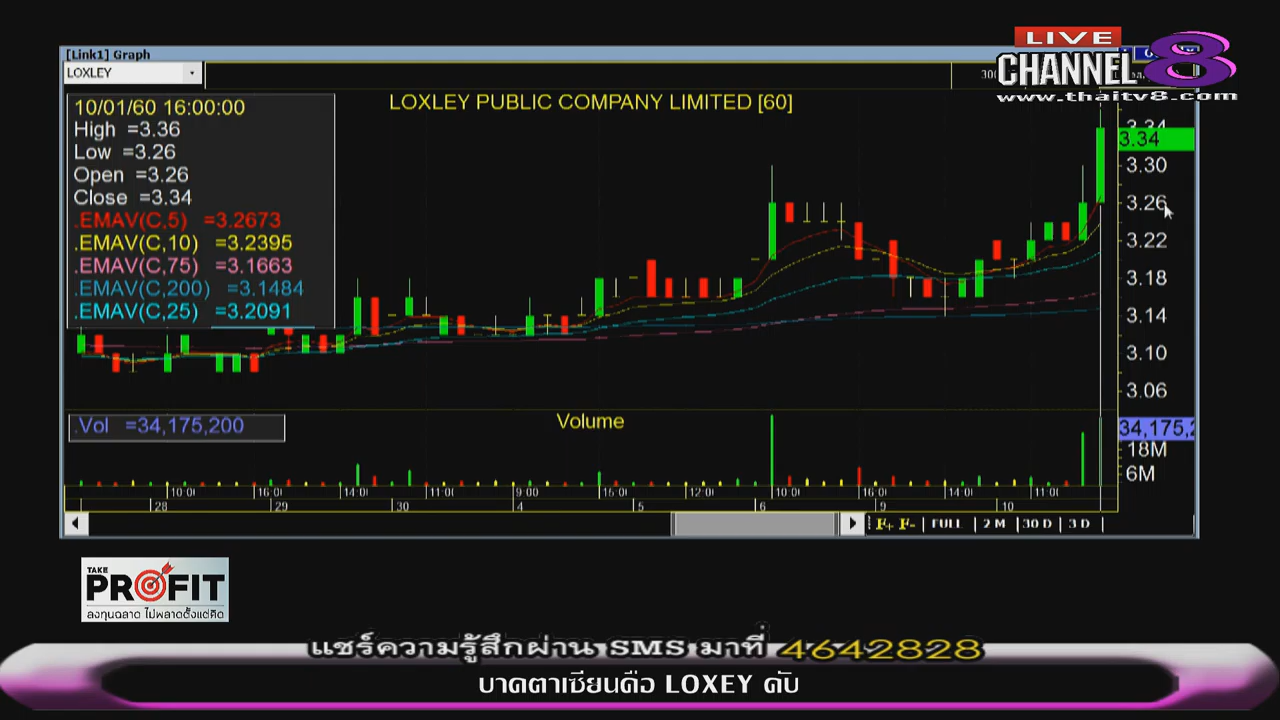 [Link1] Graph
LIVE
CHANNEL 8
www.thaitv8.com
LOXLEY
10/01/60 16:00:00
High =3.36
Low =3.26
Open =3.26
Close =3.34
.EMAV(C,5) =3.2673
.EMAV(C,10) =3.2395
.EMAV(C,75) =3.1663
.EMAV(C,200) =3.1484
.EMAV(C,25) =3.2091
LOXLEY PUBLIC COMPANY LIMITED [60]
3.34
3.34
3.30
3.26
3.22
3.18
3.14
3.10
3.06
.Vol =34,175,200
Volume
34,175,2
18M
6M
10:00 16:00 14:00 11:00 9:00 15:00 12:00 10:00 16:00 14:00 11:00
28 29 30 4 5 6 9 10
F+ F- FULL 2 M 30 D 3 D
TAKE
PROFIT
ลงทุนฉลาด ไม่พลาดตั้งแต่คิด
แชร์ความรู้สึกผ่าน SMS มาที่ 4642828
บาดตาเซียนคือ LOXEY คับ